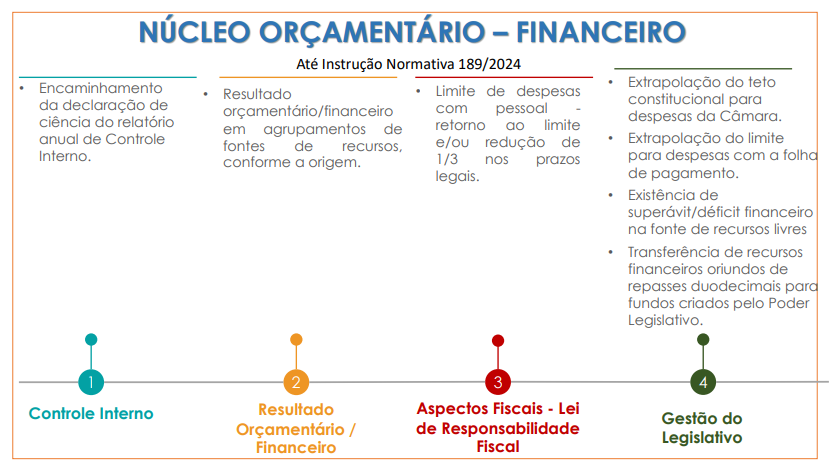 NÚCLEO ORÇAMENTÁRIO – FINANCEIRO
Até Instrução Normativa 189/2024
• Encaminhamento
da declaração de
ciência do relatório
anual de Controle
Interno.
• Resultado
orçamentário/financeiro
em agrupamentos de
fontes de recursos,
conforme a origem.
• Limite de despesas
com pessoal -
retorno ao limite
e/ou redução de
1/3 nos prazos
legais.
• Extrapolação do teto
constitucional para
despesas da Câmara.
• Extrapolação do limite
para despesas com a folha
de pagamento.
• Existência de
superávit/déficit financeiro
na fonte de recursos livres
• Transferência de recursos
financeiros oriundos de
repasses duodecimais para
fundos criados pelo Poder
Legislativo.
1
Controle Interno
2
Resultado
Orçamentário /
Financeiro
3
Aspectos Fiscais - Lei
de Responsabilidade
Fiscal
4
Gestão do
Legislativo